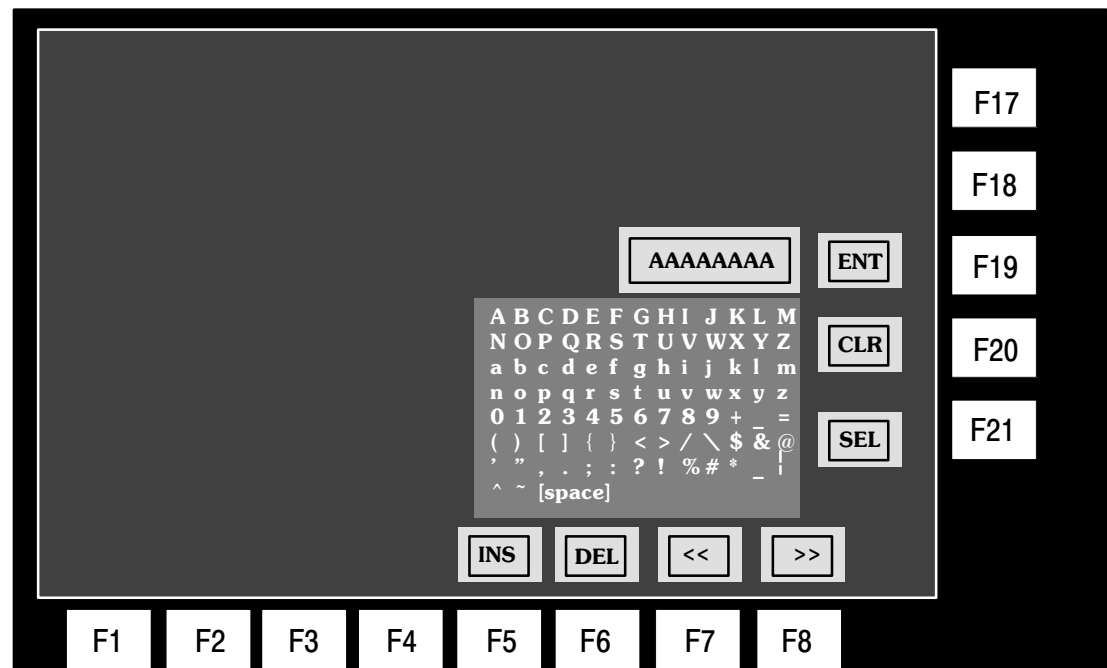 F17
F18
AAAAAAAA ENT F19
A B C D E F G H I J K L M
N O P Q R S T U V W X Y Z
CLR F20
a b c d e f g h i j k l m
n o p q r s t u v w x y z
0 1 2 3 4 5 6 7 8 9 + _ =
( ) [ ] { } < > / \ $ & @
SEL F21
’ ” , . ; : ? ! % # * _ ¦
^ ~ [space]
INS DEL << >>
F1 F2 F3 F4 F5 F6 F7 F8